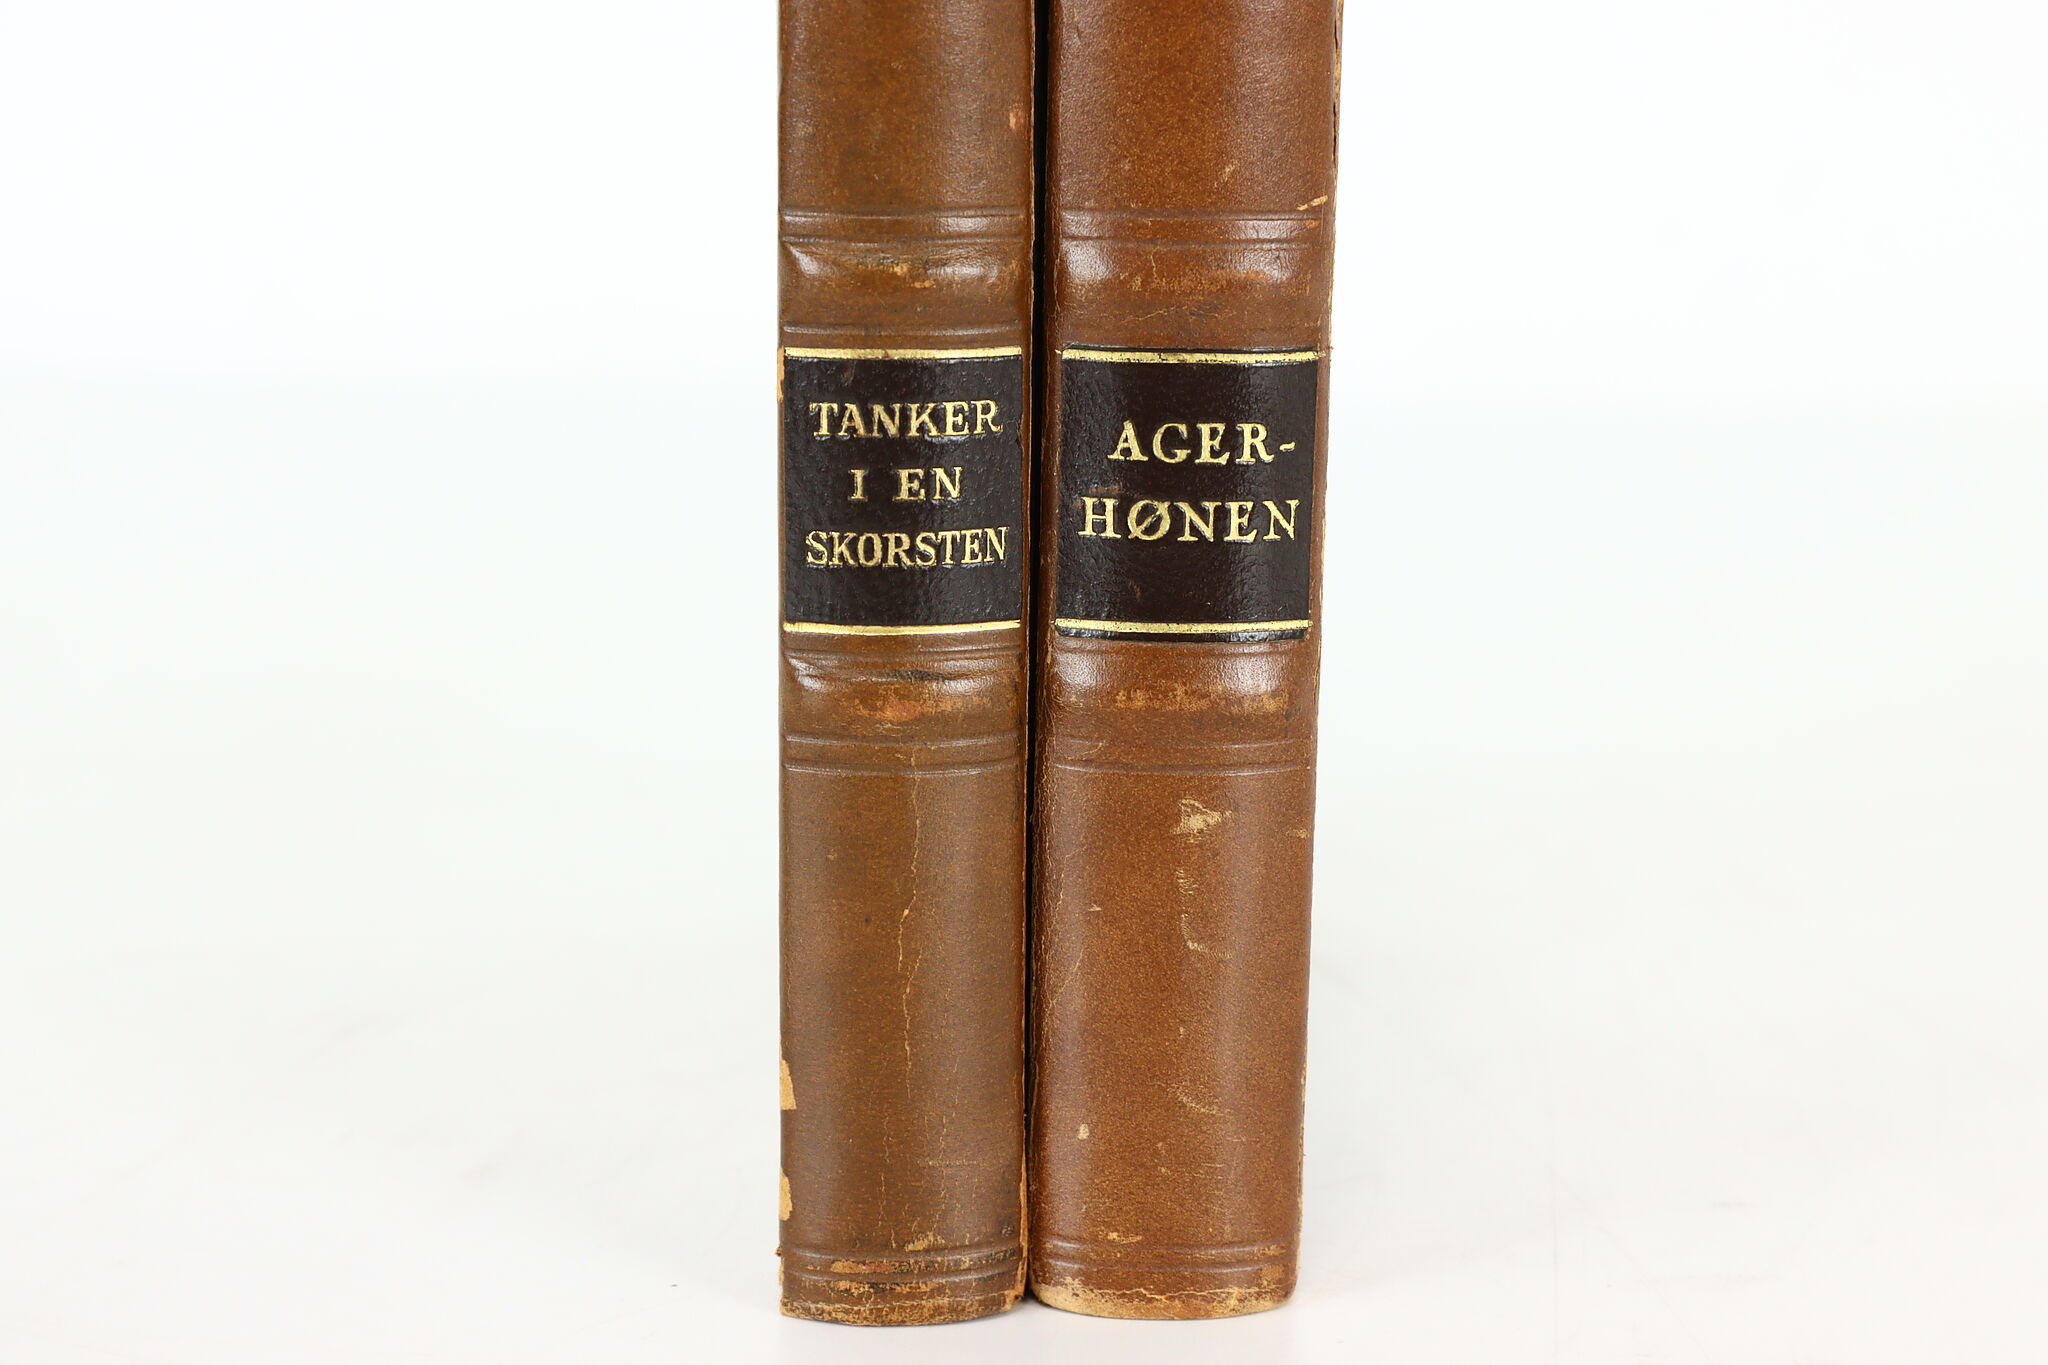 TANKER
I EN
SKORSTEN
AGER-
HØNEN